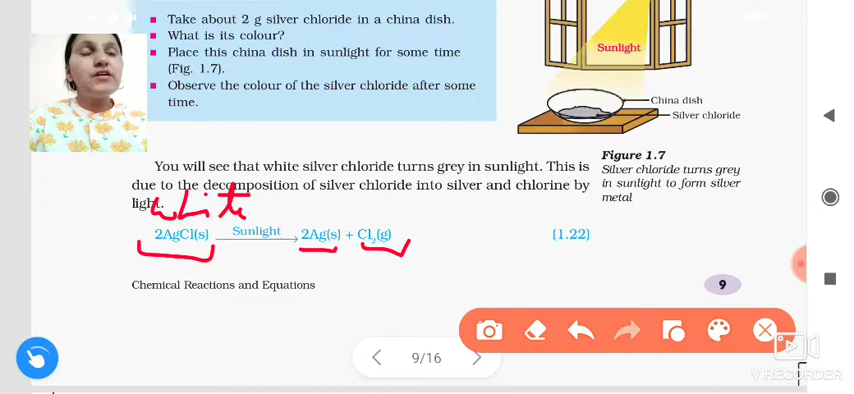 Take about 2 g silver chloride in a china dish.
What is its colour?
Place this china dish in sunlight for some time
(Fig. 1.7).
Observe the colour of the silver chloride after some
time.
Sunlight
China dish
Silver chloride
Figure 1.7
Silver chloride turns grey
in sunlight to form silver
metal
You will see that white silver chloride turns grey in sunlight. This is
due to the decomposition of silver chloride into silver and chlorine by
light.
white
2AgCl(s) Sunlight → 2Ag(s) + Cl₂(g) (1.22)
Chemical Reactions and Equations
9
9/16
V RECORDER